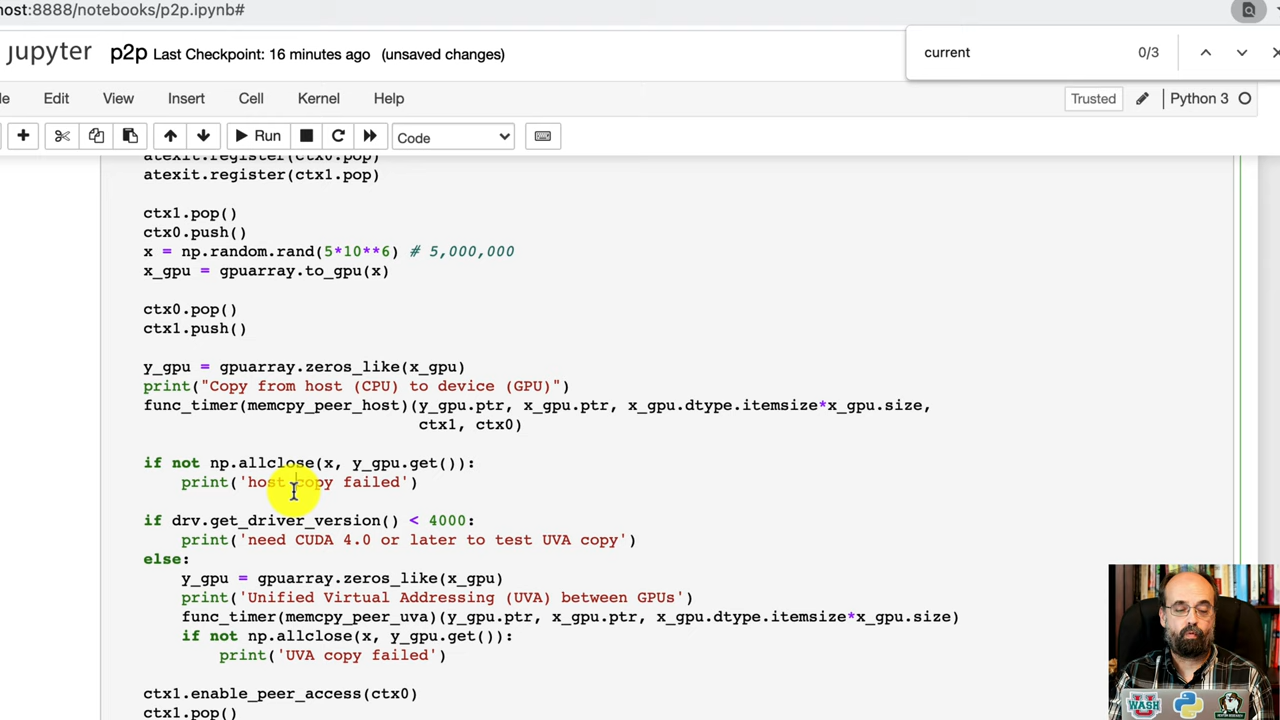 ost:8888/notebooks/p2p.ipynb#
current 0/3
jupyter p2p Last Checkpoint: 16 minutes ago (unsaved changes)
le Edit View Insert Cell Kernel Help Trusted Python 3
Run Code
atexit.register(ctx0.pop)
atexit.register(ctx1.pop)
ctx1.pop()
ctx0.push()
x = np.random.rand(5*10**6) # 5,000,000
x_gpu = gpuarray.to_gpu(x)
ctx0.pop()
ctx1.push()
y_gpu = gpuarray.zeros_like(x_gpu)
print("Copy from host (CPU) to device (GPU)")
func_timer(memcpy_peer_host)(y_gpu.ptr, x_gpu.ptr, x_gpu.dtype.itemsize*x_gpu.size,
ctx1, ctx0)
if not np.allclose(x, y_gpu.get()):
print('host copy failed')
if drv.get_driver_version() < 4000:
print('need CUDA 4.0 or later to test UVA copy')
else:
y_gpu = gpuarray.zeros_like(x_gpu)
print('Unified Virtual Addressing (UVA) between GPUs')
func_timer(memcpy_peer_uva)(y_gpu.ptr, x_gpu.ptr, x_gpu.dtype.itemsize*x_gpu.size)
if not np.allclose(x, y_gpu.get()):
print('UVA copy failed')
ctx1.enable_peer_access(ctx0)
ctx1.pop()
WASH